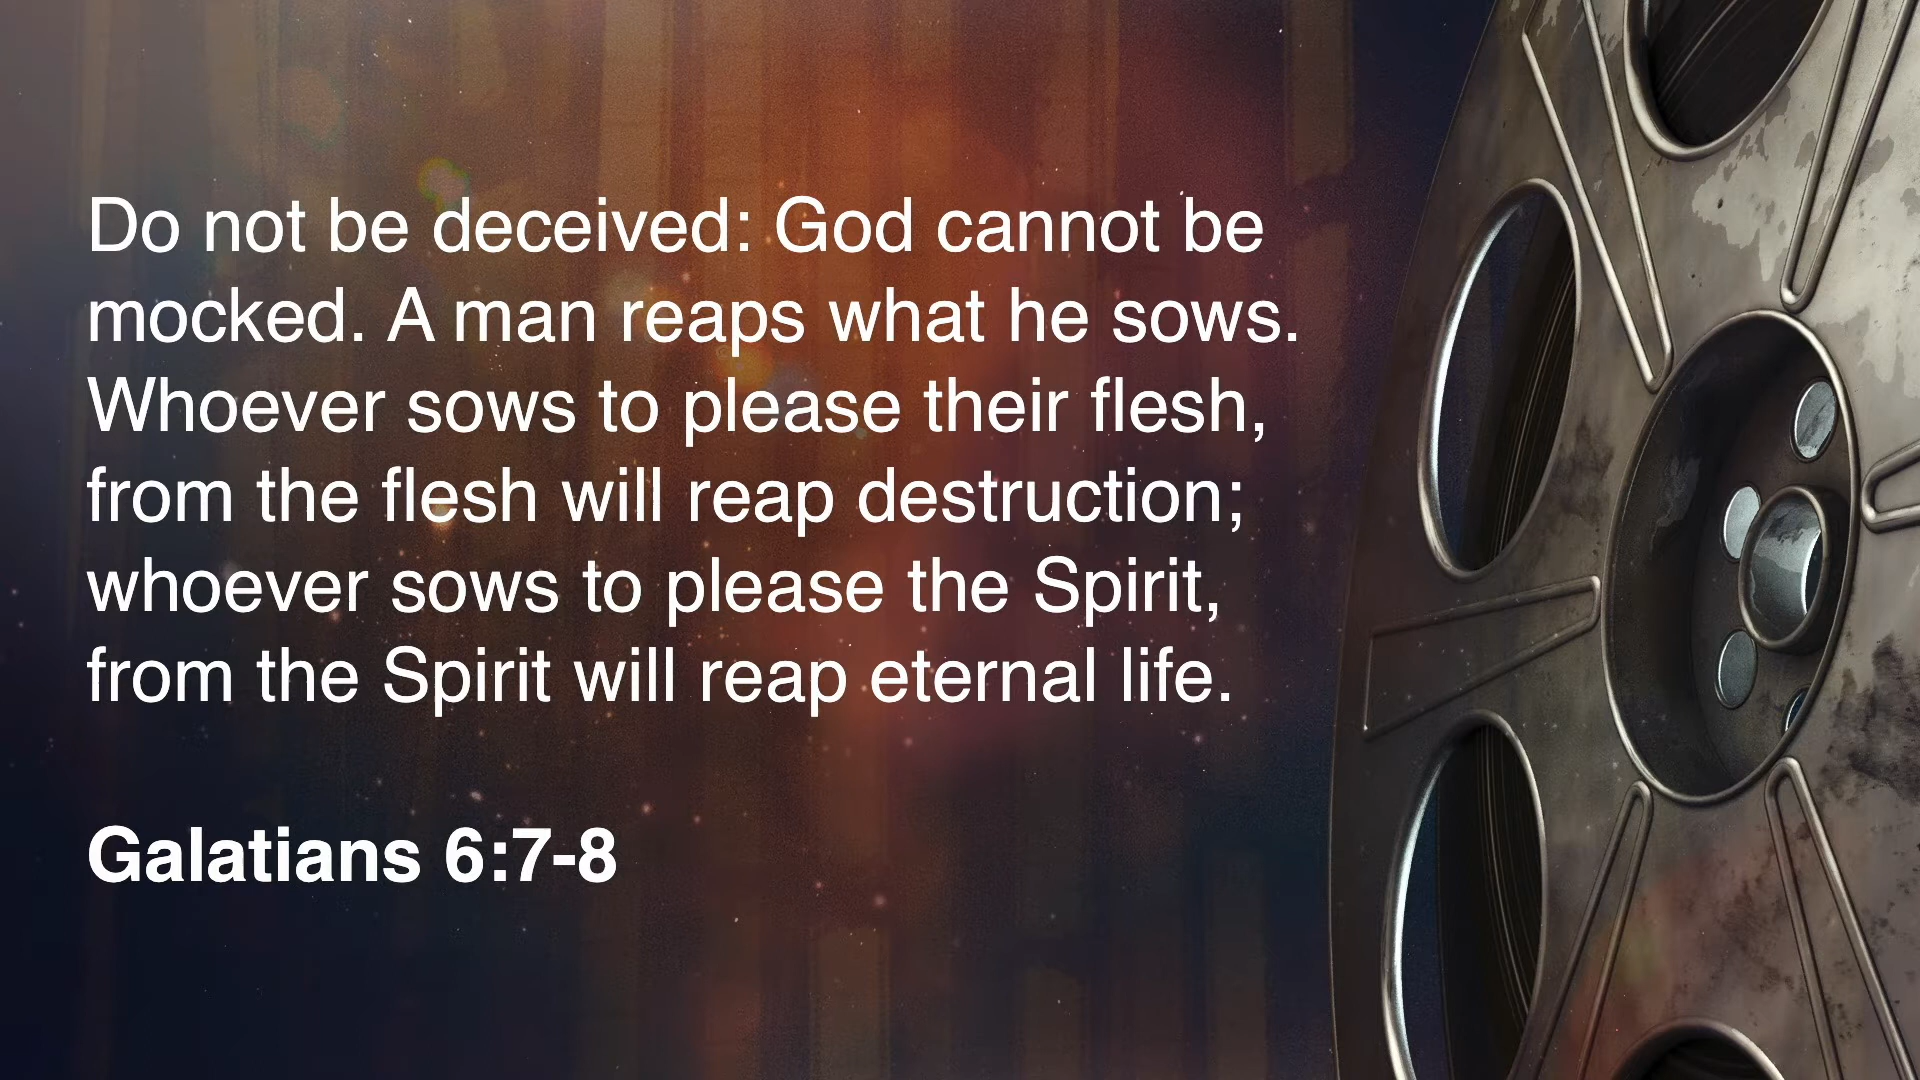 Do not be deceived: God cannot be
mocked. A man reaps what he sows.
Whoever sows to please their flesh,
from the flesh will reap destruction;
whoever sows to please the Spirit,
from the Spirit will reap eternal life.
Galatians 6:7-8